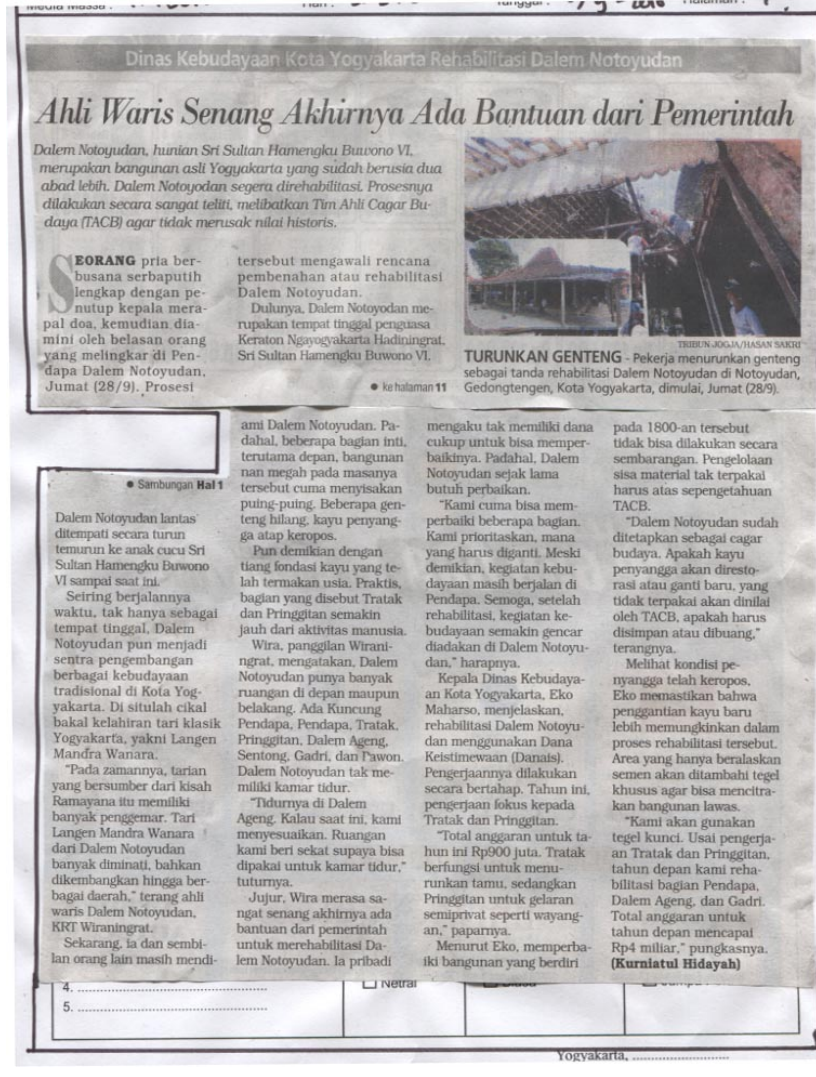 Media Massa :
Hari :
Tanggal :
Halaman :
Dinas Kebudayaan Kota Yogyakarta Rehabilitasi Dalem Notoyudan
Ahli Waris Senang Akhirnya Ada Bantuan dari Pemerintah
Dalem Notoyudan, hunian Sri Sultan Hamengku Buwono VI,
merupakan bangunan asli Yogyakarta yang sudah berusia dua
abad lebih. Dalem Notoyodan segera direhabilitasi. Prosesnya
dilakukan secara sangat teliti, melibatkan Tim Ahli Cagar Bu-
daya (TACB) agar tidak merusak nilai historis.
SEORANG pria ber-
busana serbaputih
lengkap dengan pe-
nutup kepala mera-
pal doa, kemudian dia-
mini oleh belasan orang
yang melingkar di Pen-
dapa Dalem Notoyudan,
Jumat (28/9). Prosesi
tersebut mengawali rencana
pembenahan atau rehabilitasi
Dalem Notoyudan.
Dulunya, Dalem Notoyodan me-
rupakan tempat tinggal penguasa
Keraton Ngayogyakarta Hadiningrat,
Sri Sultan Hamengku Buwono VI.
● ke halaman 11
TRIBUN JOGJA/HASAN SAKRI
TURUNKAN GENTENG - Pekerja menurunkan genteng
sebagai tanda rehabilitasi Dalem Notoyudan di Notoyudan,
Gedongtengen, Kota Yogyakarta, dimulai, Jumat (28/9).
● Sambungan Hal 1
Dalem Notoyudan lantas
ditempati secara turun
temurun ke anak cucu Sri
Sultan Hamengku Buwono
VI sampai saat ini.
Seiring berjalannya
waktu, tak hanya sebagai
tempat tinggal, Dalem
Notoyudan pun menjadi
sentra pengembangan
berbagai kebudayaan
tradisional di Kota Yog-
yakarta. Di situlah cikal
bakal kelahiran tari klasik
Yogyakarta, yakni Langen
Mandra Wanara.
"Pada zamannya, tarian
yang bersumber dari kisah
Ramayana itu memiliki
banyak penggemar. Tari
Langen Mandra Wanara
dari Dalem Notoyudan
banyak diminati, bahkan
dikembangkan hingga ber-
bagai daerah," terang ahli
waris Dalem Notoyudan,
KRT Wiraningrat.
Sekarang, ia dan sembi-
lan orang lain masih mendi-
ami Dalem Notoyudan. Pa-
dahal, beberapa bagian inti,
terutama depan, bangunan
nan megah pada masanya
tersebut cuma menyisakan
puing-puing. Beberapa gen-
teng hilang, kayu penyang-
ga atap keropos.
Pun demikian dengan
tiang fondasi kayu yang te-
lah termakan usia. Praktis,
bagian yang disebut Tratak
dan Pringgitan semakin
jauh dari aktivitas manusia.
Wira, panggilan Wirani-
ngrat, mengatakan, Dalem
Notoyudan punya banyak
ruangan di depan maupun
belakang. Ada Kuncung
Pendapa, Pendapa, Tratak,
Pringgitan, Dalem Ageng,
Sentong, Gadri, dan Pawon.
Dalem Notoyudan tak me-
miliki kamar tidur.
"Tidurnya di Dalem
Ageng. Kalau saat ini, kami
menyesuaikan. Ruangan
kami beri sekat supaya bisa
dipakai untuk kamar tidur,"
tuturnya.
Jujur, Wira merasa sa-
ngat senang akhirnya ada
bantuan dari pemerintah
untuk merehabilitasi Da-
lem Notoyudan. Ia pribadi
mengaku tak memiliki dana
cukup untuk bisa memper-
baikinya. Padahal, Dalem
Notoyudan sejak lama
butuh perbaikan.
"Kami cuma bisa mem-
perbaiki beberapa bagian.
Kami prioritaskan, mana
yang harus diganti. Meski
demikian, kegiatan kebu-
dayaan masih berjalan di
Pendapa. Semoga, setelah
rehabilitasi, kegiatan ke-
budayaan semakin gencar
diadakan di Dalem Notoyu-
dan," harapnya.
Kepala Dinas Kebudaya-
an Kota Yogyakarta, Eko
Maharso, menjelaskan,
rehabilitasi Dalem Notoyu-
dan menggunakan Dana
Keistimewaan (Danais).
Pengerjaannya dilakukan
secara bertahap. Tahun ini,
pengerjaan fokus kepada
Tratak dan Pringgitan.
"Total anggaran untuk ta-
hun ini Rp900 juta. Tratak
berfungsi untuk menu-
runkan tamu, sedangkan
Pringgitan untuk gelaran
semiprivat seperti wayang-
an," paparnya.
Menurut Eko, memperba-
iki bangunan yang berdiri
pada 1800-an tersebut
tidak bisa dilakukan secara
sembarangan. Pengelolaan
sisa material tak terpakai
harus atas sepengetahuan
TACB.
"Dalem Notoyudan sudah
ditetapkan sebagai cagar
budaya. Apakah kayu
penyangga akan diresto-
rasi atau ganti baru, yang
tidak terpakai akan dinilai
oleh TACB, apakah harus
disimpan atau dibuang,"
terangnya.
Melihat kondisi pe-
nyangga telah keropos,
Eko memastikan bahwa
penggantian kayu baru
lebih memungkinkan dalam
proses rehabilitasi tersebut.
Area yang hanya beralaskan
semen akan ditambahi tegel
khusus agar bisa mencitra-
kan bangunan lawas.
"Kami akan gunakan
tegel kunci. Usai pengerja-
an Tratak dan Pringgitan,
tahun depan kami reha-
bilitasi bagian Pendapa,
Dalem Ageng, dan Gadri.
Total anggaran untuk
tahun depan mencapai
Rp4 miliar," pungkasnya.
(Kurniatul Hidayah)
4. ..........................................
5. ..........................................
Netral
Yogyakarta, ..........................